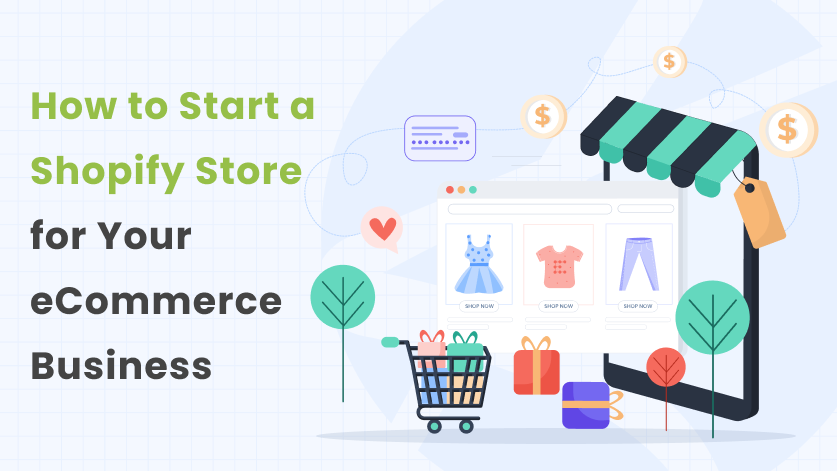 How to Start a
Shopify Store
for Your
eCommerce
Business
$
$
$
SHOP NOW
SHOP NOW
SHOP NOW